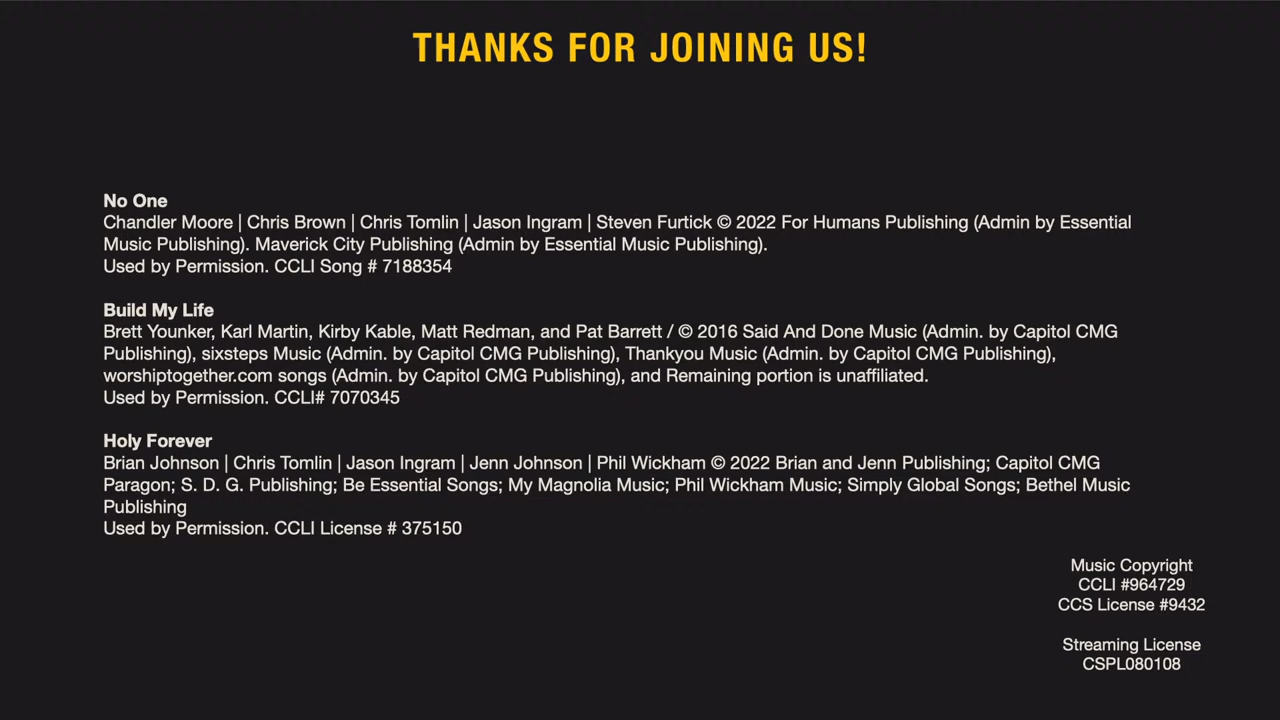 THANKS FOR JOINING US!
No One
Chandler Moore | Chris Brown | Chris Tomlin | Jason Ingram | Steven Furtick © 2022 For Humans Publishing (Admin by Essential
Music Publishing). Maverick City Publishing (Admin by Essential Music Publishing).
Used by Permission. CCLI Song # 7188354
Build My Life
Brett Younker, Karl Martin, Kirby Kable, Matt Redman, and Pat Barrett / © 2016 Said And Done Music (Admin. by Capitol CMG
Publishing), sixsteps Music (Admin. by Capitol CMG Publishing), Thankyou Music (Admin. by Capitol CMG Publishing),
worshiptogether.com songs (Admin. by Capitol CMG Publishing), and Remaining portion is unaffiliated.
Used by Permission. CCLI# 7070345
Holy Forever
Brian Johnson | Chris Tomlin | Jason Ingram | Jenn Johnson | Phil Wickham © 2022 Brian and Jenn Publishing; Capitol CMG
Paragon; S. D. G. Publishing; Be Essential Songs; My Magnolia Music; Phil Wickham Music; Simply Global Songs; Bethel Music
Publishing
Used by Permission. CCLI License # 375150
Music Copyright
CCLI #964729
CCS License #9432
Streaming License
CSPL080108